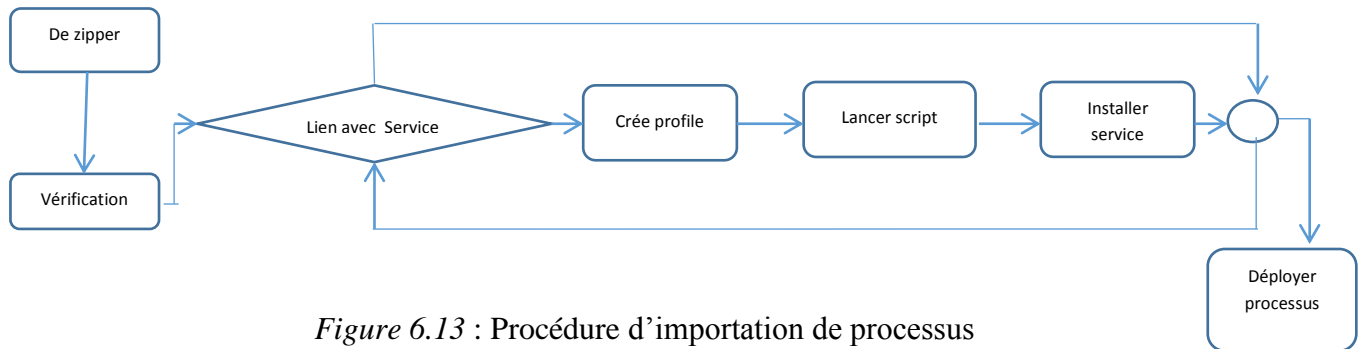 De zipper
Vérification
Lien avec Service
Crée profile
Lancer script
Installer
service
Déployer
processus
Figure 6.13 : Procédure d’importation de processus